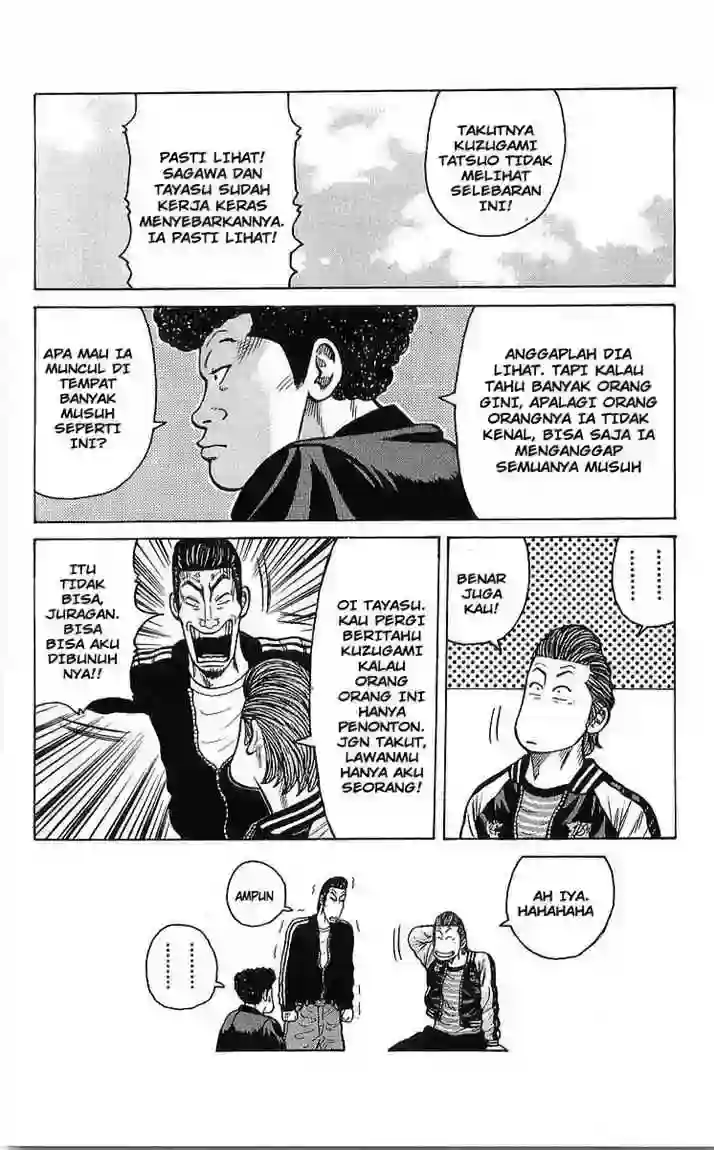 TAKUTNYA
KUZUGAMI
TATSUO TIDAK
MELIHAT
SELEBARAN
INI!
PASTI LIHAT!
SAGAWA DAN
TAYASU SUDAH
KERJA KERAS
MENYEBARKANNYA.
IA PASTI LIHAT!
ANGGAPLAH DIA
LIHAT. TAPI KALAU
TAHU BANYAK ORANG
GINI, APALAGI ORANG
ORANGNYA IA TIDAK
KENAL, BISA SAJA IA
MENGANGGAP
SEMUANYA MUSUH
APA MAU IA
MUNCUL DI
TEMPAT
BANYAK
MUSUH
SEPERTI
INI?
BENAR
JUGA
KAU!
OI TAYASU.
KAU PERGI
BERITAHU
KUZUGAMI
KALAU
ORANG
ORANG INI
HANYA
PENONTON.
JGN TAKUT,
LAWANMU
HANYA AKU
SEORANG!
ITU
TIDAK
BISA,
JURAGAN.
BISA
BISA AKU
DIBUNUH
NYA!!
AH IYA.
HAHAHAHA
AMPUN